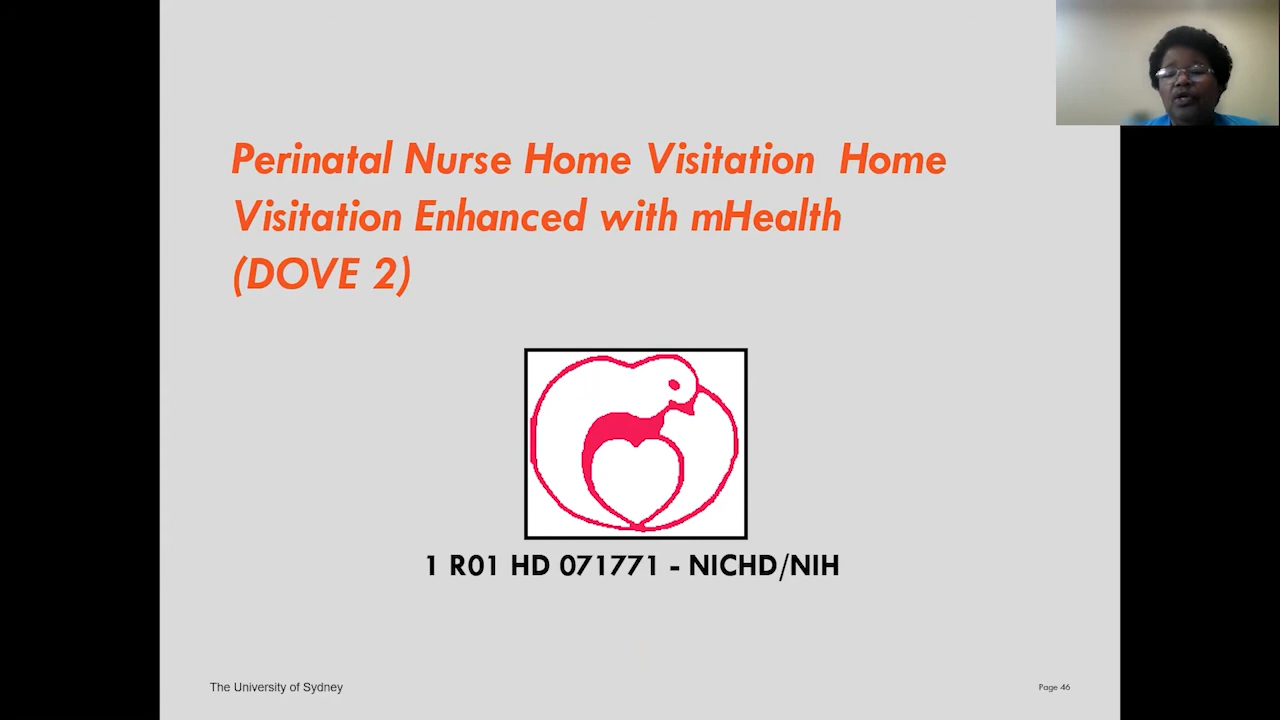 Perinatal Nurse Home Visitation  Home
Visitation Enhanced with mHealth
(DOVE 2)
1 R01 HD 071771 - NICHD/NIH
The University of Sydney
Page 46